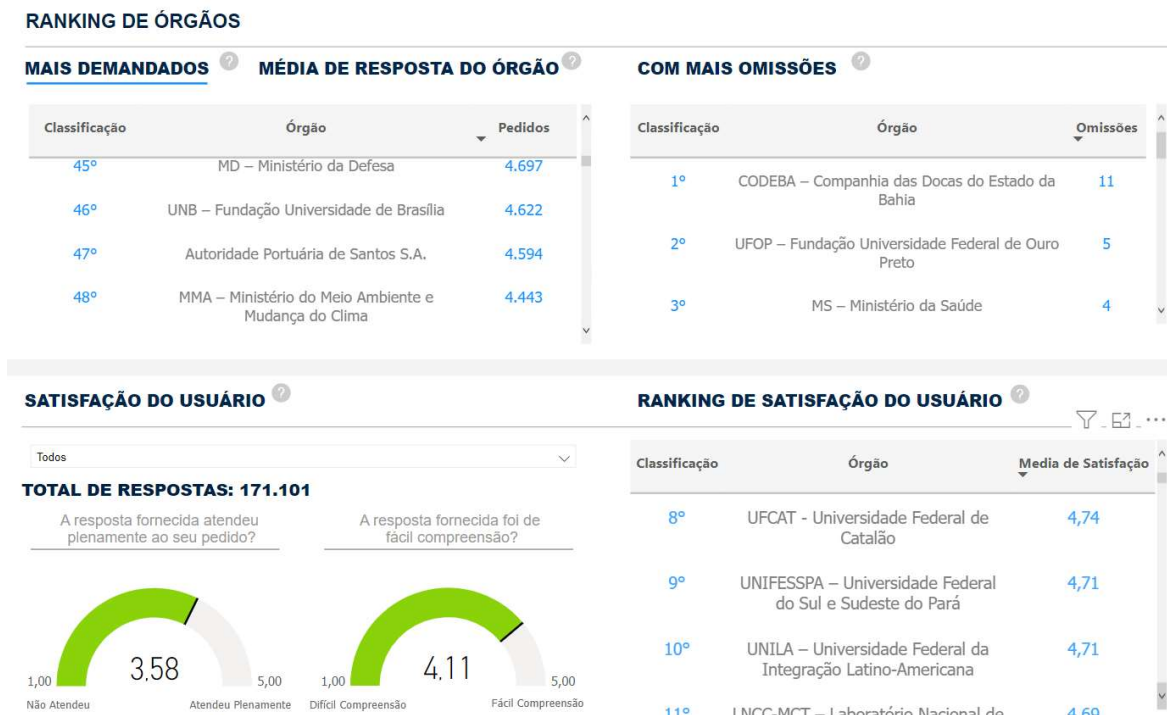 RANKING DE ÓRGÃOS
MAIS DEMANDADOS ? MÉDIA DE RESPOSTA DO ÓRGÃO ?
Classificação Órgão Pedidos
45º MD – Ministério da Defesa 4.697
46º UNB – Fundação Universidade de Brasília 4.622
47º Autoridade Portuária de Santos S.A. 4.594
48º MMA – Ministério do Meio Ambiente e 4.443
Mudança do Clima
COM MAIS OMISSÕES ?
Classificação Órgão Omissões
1º CODEBA – Companhia das Docas do Estado da 11
Bahia
2º UFOP – Fundação Universidade Federal de Ouro 5
Preto
3º MS – Ministério da Saúde 4
SATISFAÇÃO DO USUÁRIO ?
Todos
TOTAL DE RESPOSTAS: 171.101
A resposta fornecida atendeu
plenamente ao seu pedido?
3,58
1,00 5,00
Não Atendeu Atendeu Plenamente
A resposta fornecida foi de
fácil compreensão?
4,11
1,00 5,00
Difícil Compreensão Fácil Compreensão
RANKING DE SATISFAÇÃO DO USUÁRIO ?
Classificação Órgão Media de Satisfação
8º UFCAT - Universidade Federal de 4,74
Catalão
9º UNIFESSPA – Universidade Federal 4,71
do Sul e Sudeste do Pará
10º UNILA – Universidade Federal da 4,71
Integração Latino-Americana
11º LNCC-MCT – Laboratório Nacional de 4,69